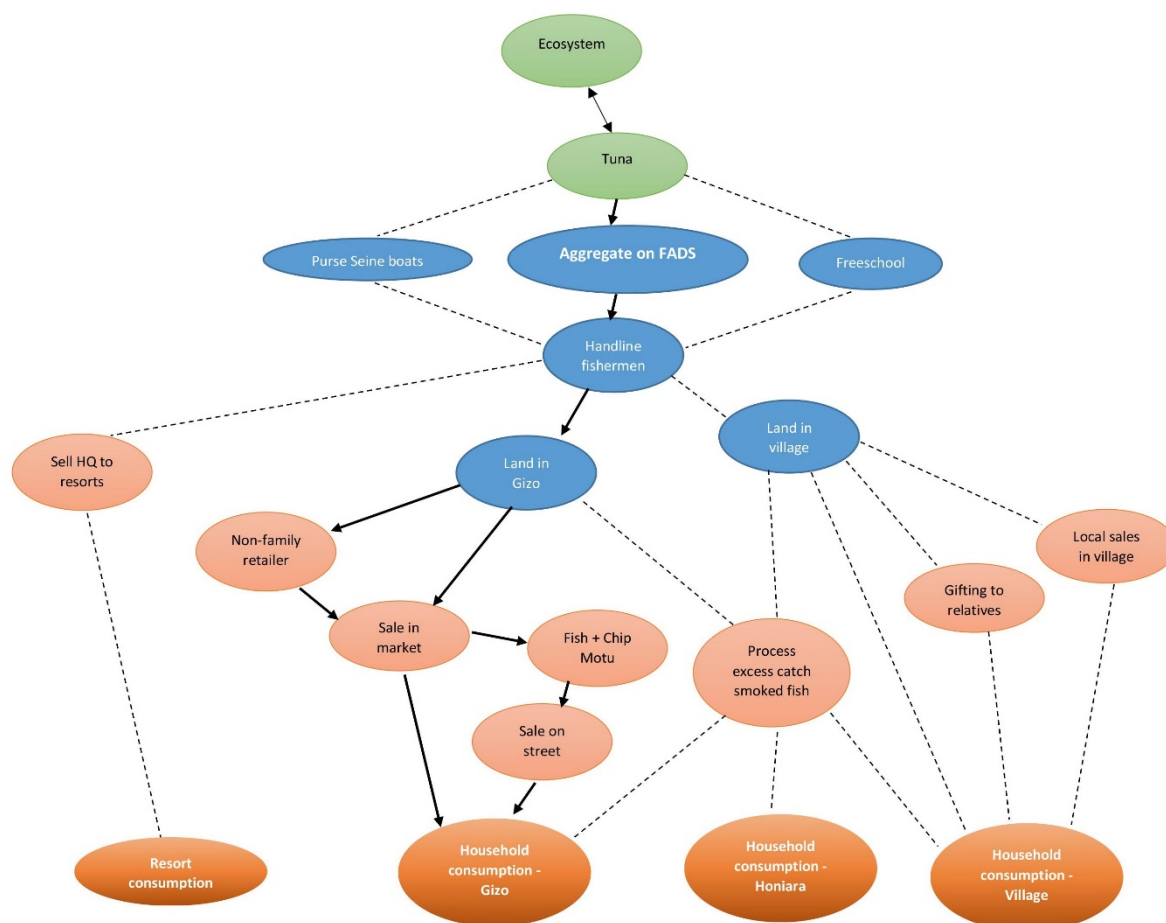 Ecosystem
Tuna
Purse Seine boats
Aggregate on FADS
Freeschool
Handline
fishermen
Land in
village
Sell HQ to
resorts
Land in
Gizo
Non-family
retailer
Local sales
in village
Gifting to
relatives
Sale in
market
Fish + Chip
Motu
Process
excess catch
smoked fish
Sale on
street
Resort
consumption
Household
consumption -
Gizo
Household
consumption -
Honiara
Household
consumption -
Village